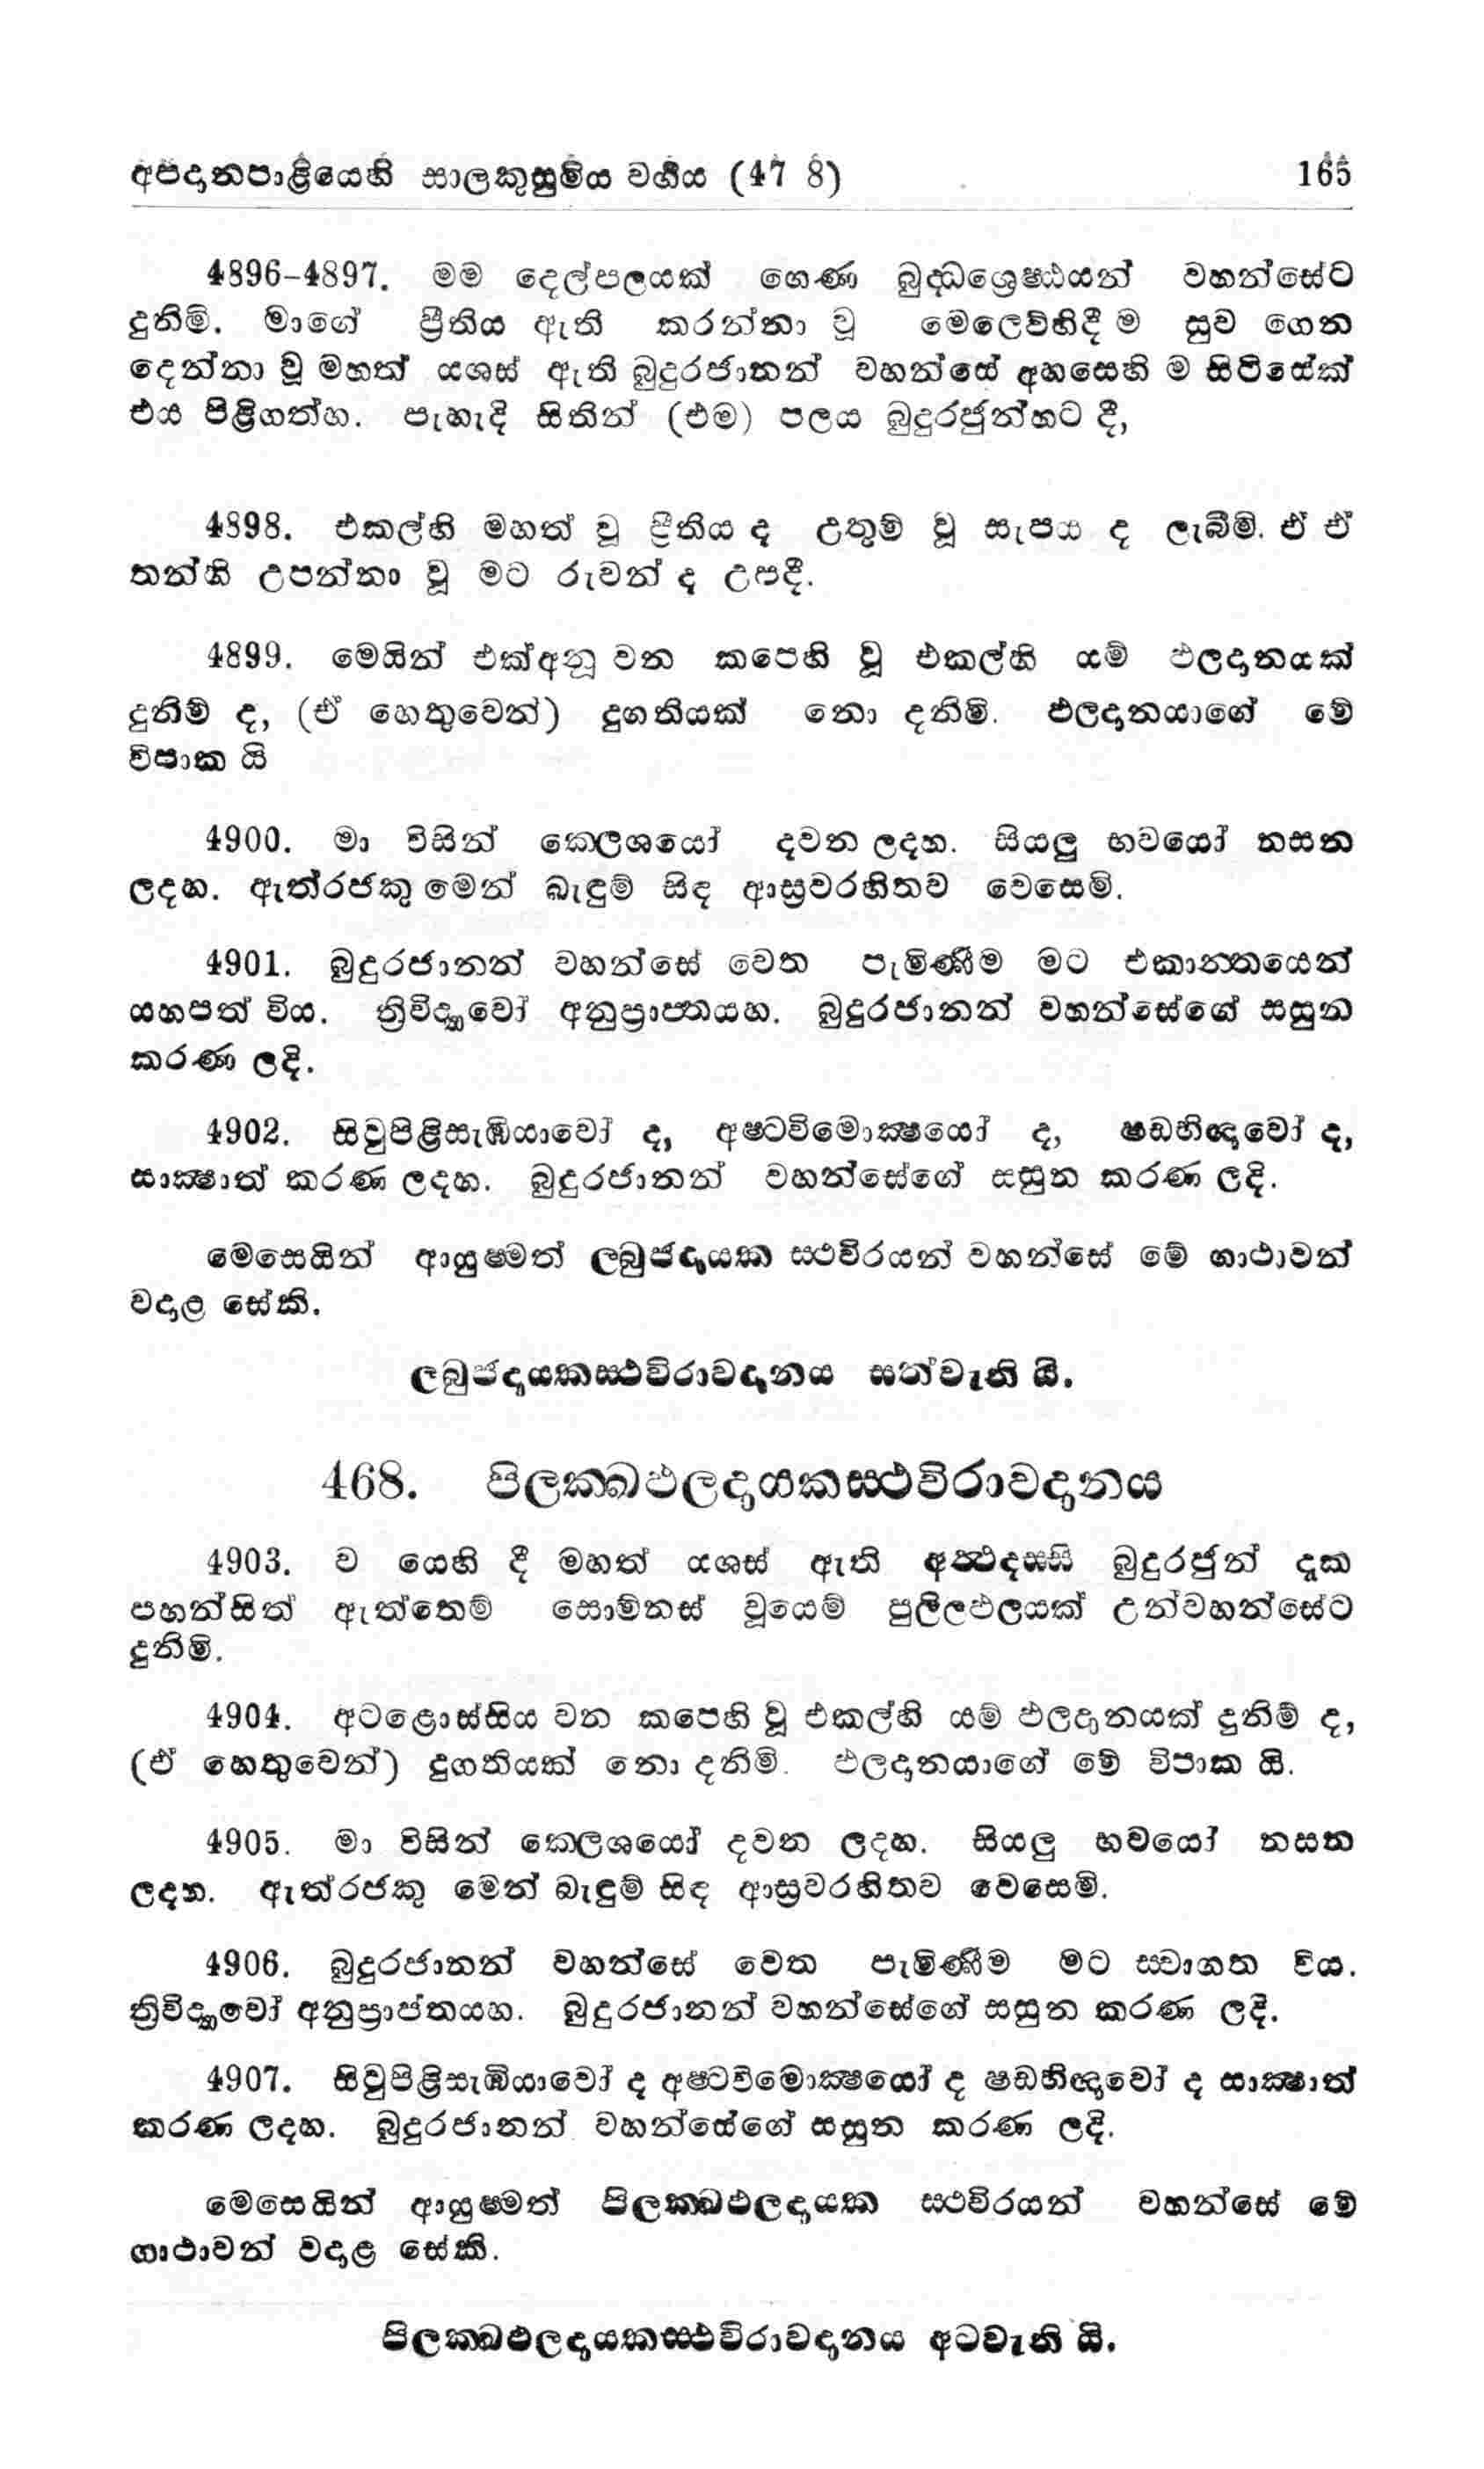 අපදානපාළියෙහි සාලකුසුමිය වර්‍ගය (47 8) 165
4896–4897. මම දෙල්පලයක් ගෙණ බුද්ධශ්‍රෙෂ්ඨයන් වහන්සේට
දුනිමි. මාගේ ප්‍රීතිය ඇති කරන්නා වූ මෙලෙව්හිදී ම සුව ගෙන
දෙන්නා වූ මහත් යශස් ඇති බුදුරජානන් වහන්සේ අහසෙහි ම සිටිසේක්
එය පිළිගත්හ. පැහැදි සිතින් (එම) පලය බුදුරජුන්හට දී,
4898. එකල්හි මහත් වූ ප්‍රීතිය ද උතුම් වූ සැපය ද ලැබීමි. ඒ ඒ
තන්හි උපන්නා වූ මට රුවන් ද උපදී.
4899. මෙයින් එක්අනූ වන කපෙහි වූ එකල්හි යම් ඵලදානයක්
දුනිම් ද, (ඒ හෙතුවෙන්) දුගතියක් නො දනිමි. ඵලදානයාගේ මේ
විපාක යි
4900. මා විසින් කෙලශයෝ දවන ලදහ. සියලු භවයෝ නසන
ලදහ. ඇත්රජකු මෙන් බැඳුම් සිඳ ආස්‍රවරහිතව වෙසෙමි.
4901. බුදුරජානන් වහන්සේ වෙත පැමිණීම මට එකාන්තයෙන්
යහපත් විය. ත්‍රිවිද්‍යාවෝ අනුප්‍රාප්තයහ. බුදුරජානන් වහන්සේගේ සසුන
කරණ ලදි.
4902. සිවුපිළිසැඹියාවෝ ද, අෂ්ටවිමොක්‍ෂයෝ ද, ෂඩභිඥාවෝ ද,
සාක්‍ෂාත් කරණ ලදහ. බුදුරජානන් වහන්සේගේ සසුන කරණ ලදි.
මෙසෙයින් ආයුෂ්මත් ලබුජදායක ස්ථවිරයන් වහන්සේ මේ ගාථාවන්
වදාළ සේකි.
ලබුජදායකස්ථවිරාවදානය සත්වැනි යි.
468. පිලක්ඛඵලදායකස්ථවිරාවදානය
4903. ව යෙහි දී මහත් යශස් ඇති අත්ථදස්සි බුදුරජුන් දැක
පහන්සිත් ඇත්තෙම් සොම්නස් වූයෙම් පුලිලඵලයක් උන්වහන්සේට
දුනිමි.
4904. අටළොස්සිය වන කපෙහි වූ එකල්හි යම් ඵලදානයක් දුනිම් ද,
(ඒ හෙතුවෙන්) දුගතියක් නො දනිමි. ඵලදානයාගේ මේ විපාක යි.
4905. මා විසින් කෙලශයෝ දවන ලදහ. සියලු භවයෝ නසන
ලදහ. ඇත්රජකු මෙන් බැඳුම් සිඳ ආස්‍රවරහිතව වෙසෙමි.
4906. බුදුරජානන් වහන්සේ වෙත පැමිණීම මට ස්වාගත විය.
ත්‍රිවිද්‍යාවෝ අනුප්‍රාප්තයහ. බුදුරජානන් වහන්සේගේ සසුන කරණ ලදි.
4907. සිවුපිළිසැඹියාවෝ ද අෂ්ටවිමොක්‍ෂයෝ ද ෂඩභිඥාවෝ ද සාක්‍ෂාත්
කරණ ලදහ. බුදුරජානන් වහන්සේගේ සසුන කරණ ලදි.
මෙසෙයින් ආයුෂ්මත් පිලක්ඛඵලදායක ස්ථවිරයන් වහන්සේ මේ
ගාථාවන් වදාළ සේකි.
පිලක්ඛඵලදායකස්ථවිරාවදානය අටවැනි යි.